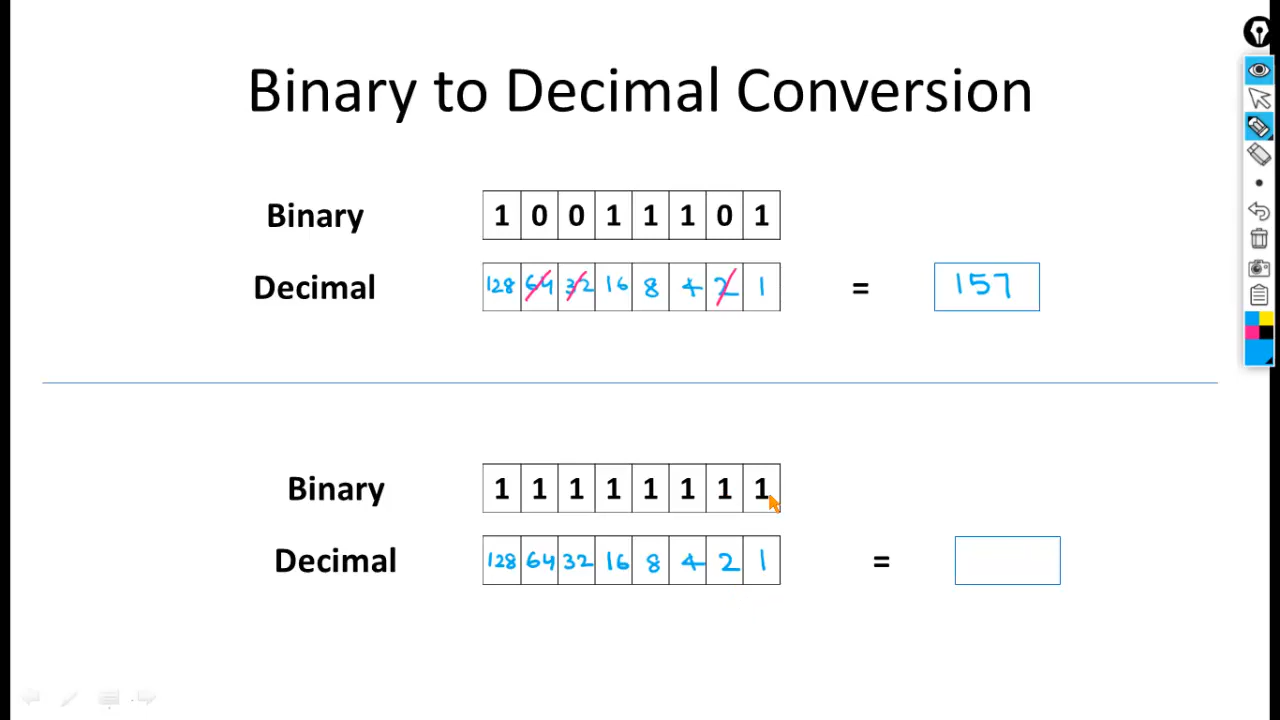 Binary to Decimal Conversion
Binary 1 0 0 1 1 1 0 1
Decimal 128 64 32 16 8 4 2 1 = 157
Binary 1 1 1 1 1 1 1 1
Decimal 128 64 32 16 8 4 2 1 =